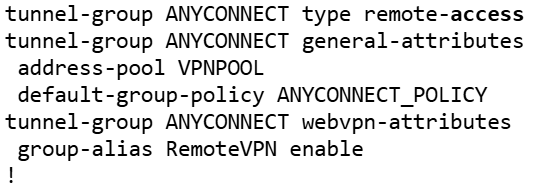 tunnel-group ANYCONNECT type remote-access
tunnel-group ANYCONNECT general-attributes
 address-pool VPNPOOL
 default-group-policy ANYCONNECT_POLICY
tunnel-group ANYCONNECT webvpn-attributes
 group-alias RemoteVPN enable
!